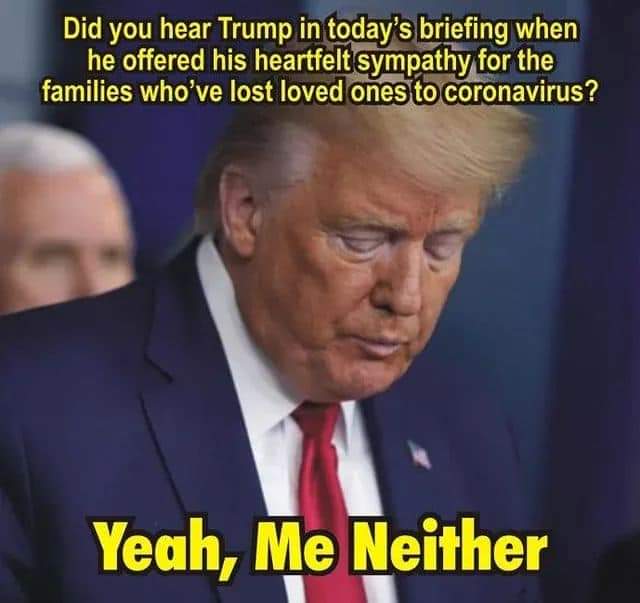 Did you hear Trump in today's briefing when
he offered his heartfelt sympathy for the
families who've lost loved ones to coronavirus?
Yeah, Me Neither